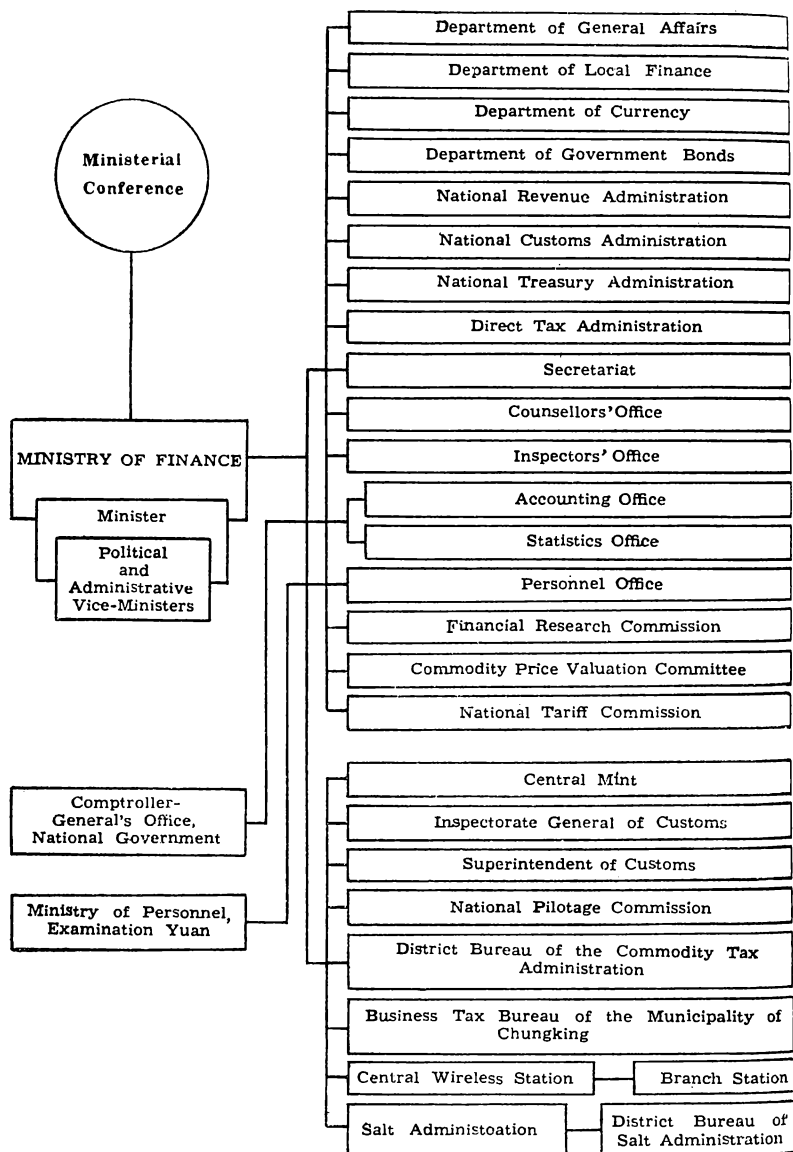 Ministerial
Conference
MINISTRY OF FINANCE
Minister
Political
and
Administrative
Vice-Ministers
Comptroller-
General's Office,
National Government
Ministry of Personnel,
Examination Yuan
Department of General Affairs
Department of Local Finance
Department of Currency
Department of Government Bonds
National Revenue Administration
National Customs Administration
National Treasury Administration
Direct Tax Administration
Secretariat
Counsellors' Office
Inspectors' Office
Accounting Office
Statistics Office
Personnel Office
Financial Research Commission
Commodity Price Valuation Committee
National Tariff Commission
Central Mint
Inspectorate General of Customs
Superintendent of Customs
National Pilotage Commission
District Bureau of the Commodity Tax
Administration
Business Tax Bureau of the Municipality of
Chungking
Central Wireless Station
Branch Station
Salt Administoation
District Bureau of
Salt Administration